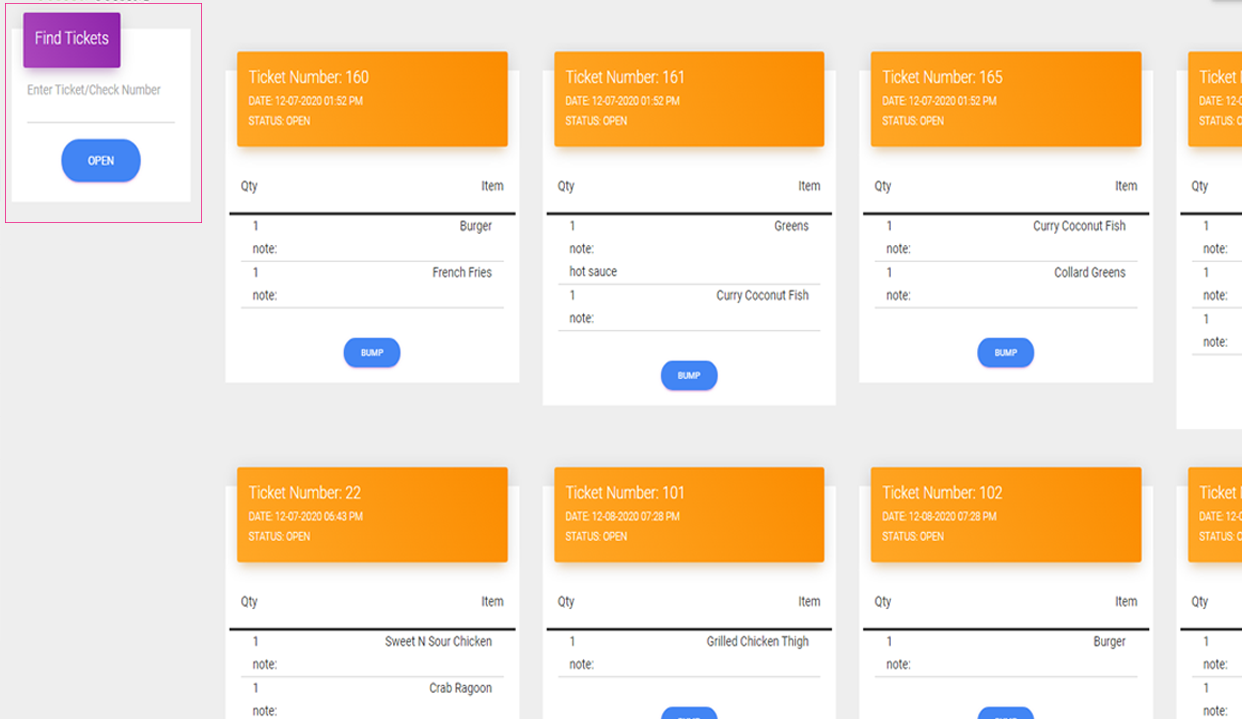 Find Tickets
Enter Ticket/Check Number
OPEN
Ticket Number: 160
DATE: 12-07-2020 01:52 PM
STATUS: OPEN
Qty Item
1 Burger
note:
1 French Fries
note:
BUMP
Ticket Number: 161
DATE: 12-07-2020 01:52 PM
STATUS: OPEN
Qty Item
1 Greens
note:
hot sauce
1 Curry Coconut Fish
note:
BUMP
Ticket Number: 165
DATE: 12-07-2020 01:52 PM
STATUS: OPEN
Qty Item
1 Curry Coconut Fish
note:
1 Collard Greens
note:
BUMP
Ticket
DATE: 12-0
STATUS:
Qty
1
note:
1
note:
1
note:
Ticket Number: 22
DATE: 12-07-2020 06:43 PM
STATUS: OPEN
Qty Item
1 Sweet N Sour Chicken
note:
1 Crab Ragoon
note:
Ticket Number: 101
DATE: 12-08-2020 07:28 PM
STATUS: OPEN
Qty Item
1 Grilled Chicken Thigh
note:
Ticket Number: 102
DATE: 12-08-2020 07:28 PM
STATUS: OPEN
Qty Item
1 Burger
note:
Ticket
DATE: 12-0
STATUS:
Qty
1
note:
1
note: